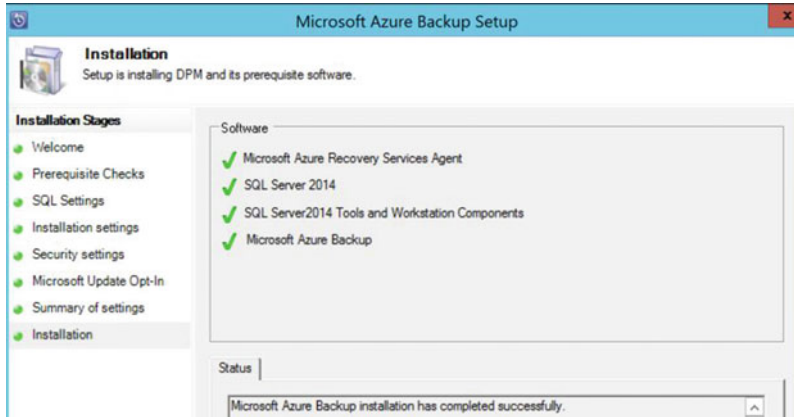 Microsoft Azure Backup Setup
x
Installation
Setup is installing DPM and its prerequisite software.
Installation Stages
Welcome
Prerequisite Checks
SQL Settings
Installation settings
Security settings
Microsoft Update Opt-In
Summary of settings
Installation
Software
Microsoft Azure Recovery Services Agent
SQL Server 2014
SQL Server2014 Tools and Workstation Components
Microsoft Azure Backup
Status
Microsoft Azure Backup installation has completed successfully.